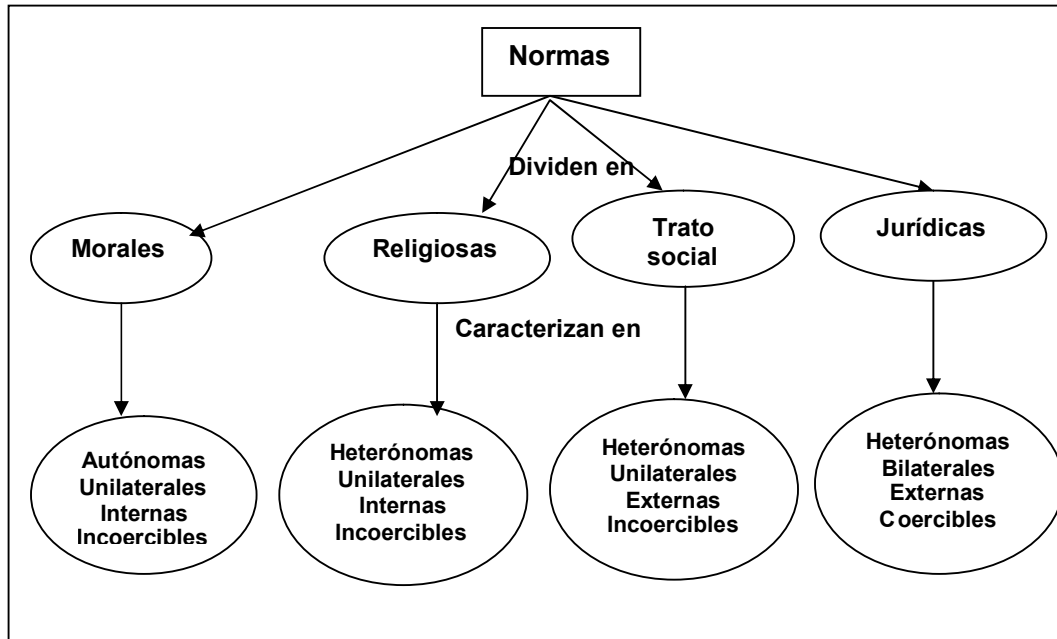 Normas
Dividen en
Morales
Religiosas
Trato
social
Jurídicas
Caracterizan en
Autónomas
Unilaterales
Internas
Incoercibles
Heterónomas
Unilaterales
Internas
Incoercibles
Heterónomas
Unilaterales
Externas
Incoercibles
Heterónomas
Bilaterales
Externas
Coercibles